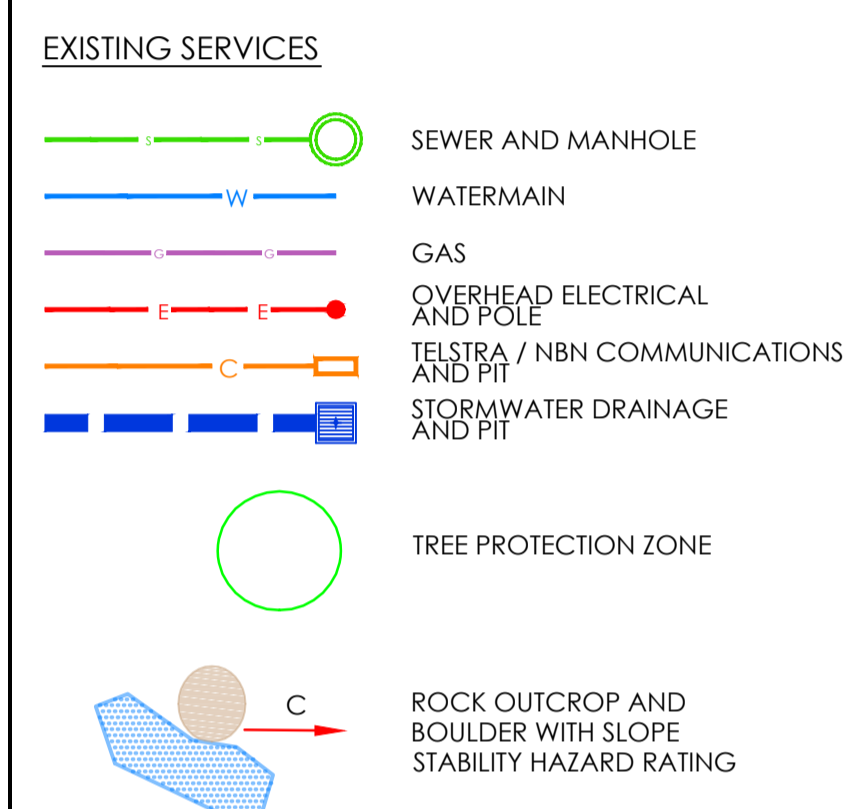 EXISTING SERVICES
S S SEWER AND MANHOLE
W WATERMAIN
G G GAS
E E OVERHEAD ELECTRICAL
AND POLE
C TELSTRA / NBN COMMUNICATIONS
AND PIT
STORMWATER DRAINAGE
AND PIT
TREE PROTECTION ZONE
C ROCK OUTCROP AND
BOULDER WITH SLOPE
STABILITY HAZARD RATING